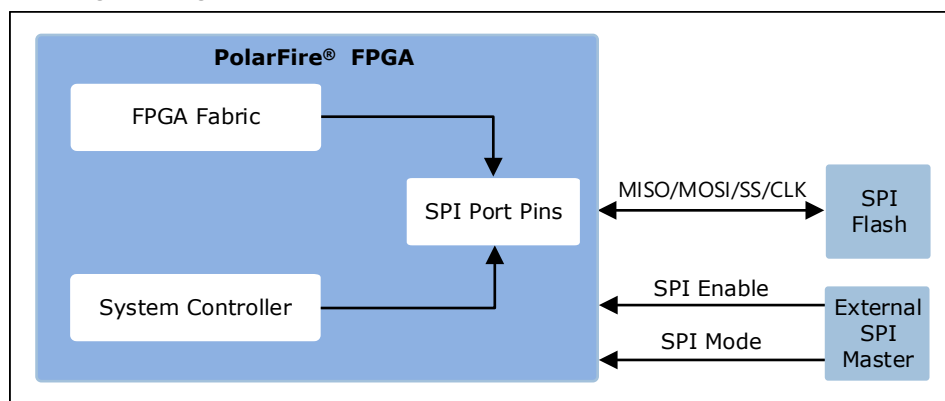 PolarFire® FPGA
FPGA Fabric
SPI Port Pins
System Controller
MISO/MOSI/SS/CLK
SPI
Flash
SPI Enable
SPI Mode
External
SPI
Master